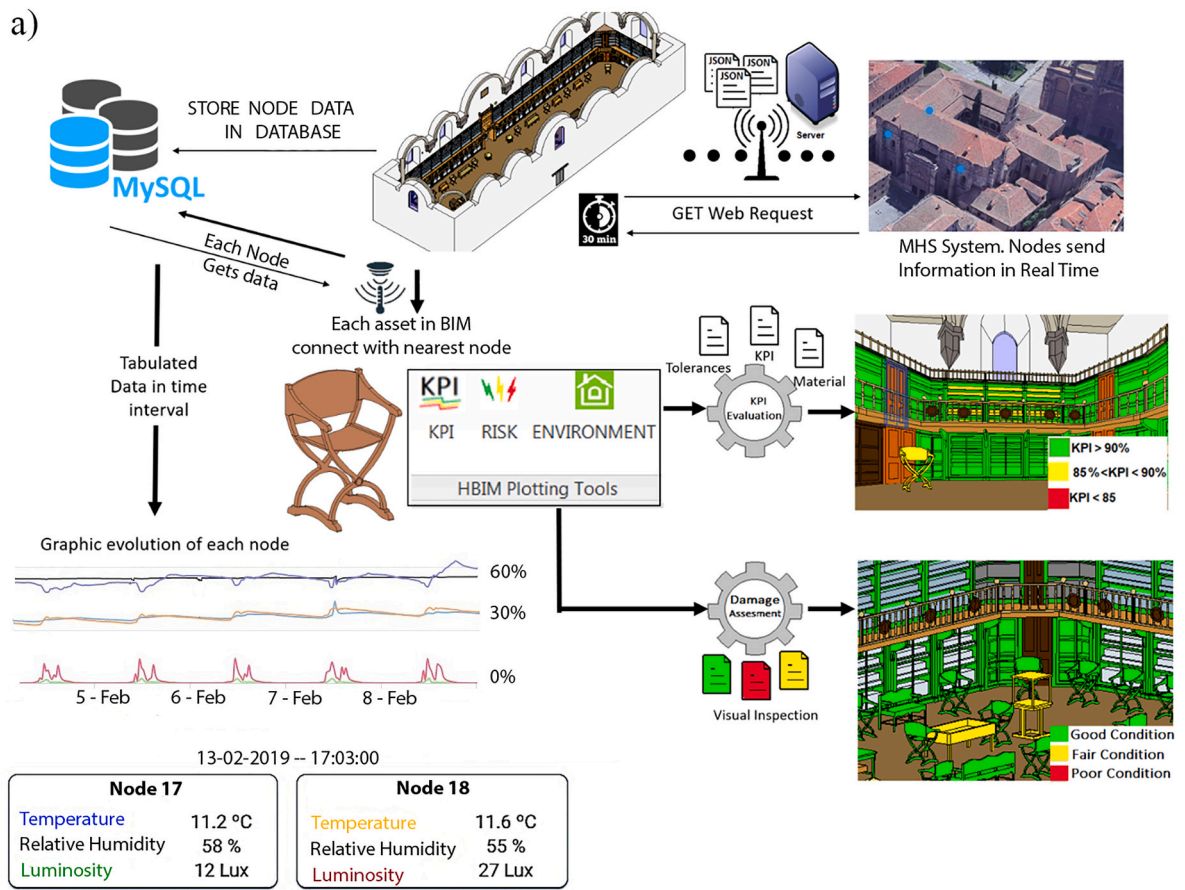 a)
STORE NODE DATA
IN DATABASE
MySQL
JSON
JSON
JSON
Server
30 min
GET Web Request
MHS System. Nodes send
Information in Real Time
Each Node
Gets data
Each asset in BIM
connect with nearest node
Tabulated
Data in time
interval
KPI
KPI
RISK
ENVIRONMENT
HBIM Plotting Tools
Tolerances
KPI
Material
KPI
Evaluation
KPI > 90%
85%<KPI < 90%
KPI < 85
Graphic evolution of each node
60%
30%
0%
5 - Feb
6 - Feb
7 - Feb
8 - Feb
Damage
Assesment
Visual Inspection
Good Condition
Fair Condition
Poor Condition
13-02-2019 -- 17:03:00
Node 17
Temperature 11.2 ºC
Relative Humidity 58 %
Luminosity 12 Lux
Node 18
Temperature 11.6 ºC
Relative Humidity 55 %
Luminosity 27 Lux